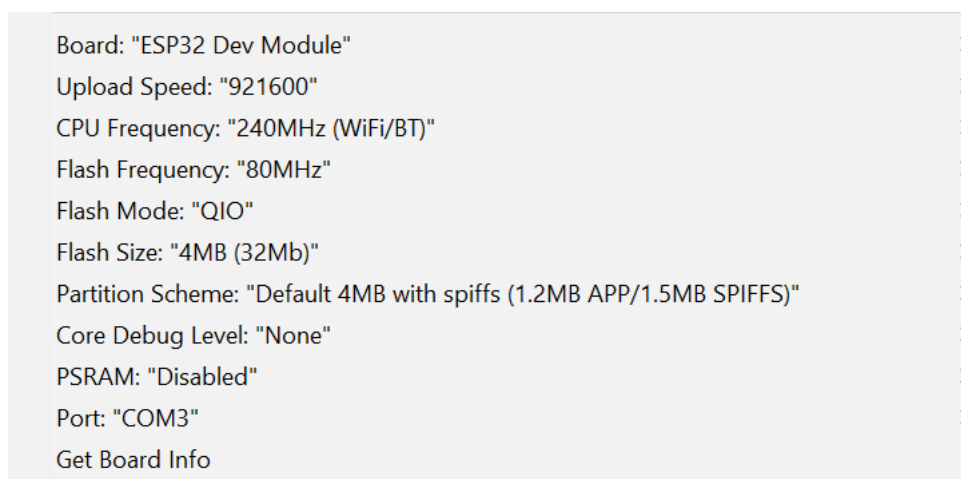 Board: "ESP32 Dev Module"
Upload Speed: "921600"
CPU Frequency: "240MHz (WiFi/BT)"
Flash Frequency: "80MHz"
Flash Mode: "QIO"
Flash Size: "4MB (32Mb)"
Partition Scheme: "Default 4MB with spiffs (1.2MB APP/1.5MB SPIFFS)"
Core Debug Level: "None"
PSRAM: "Disabled"
Port: "COM3"
Get Board Info